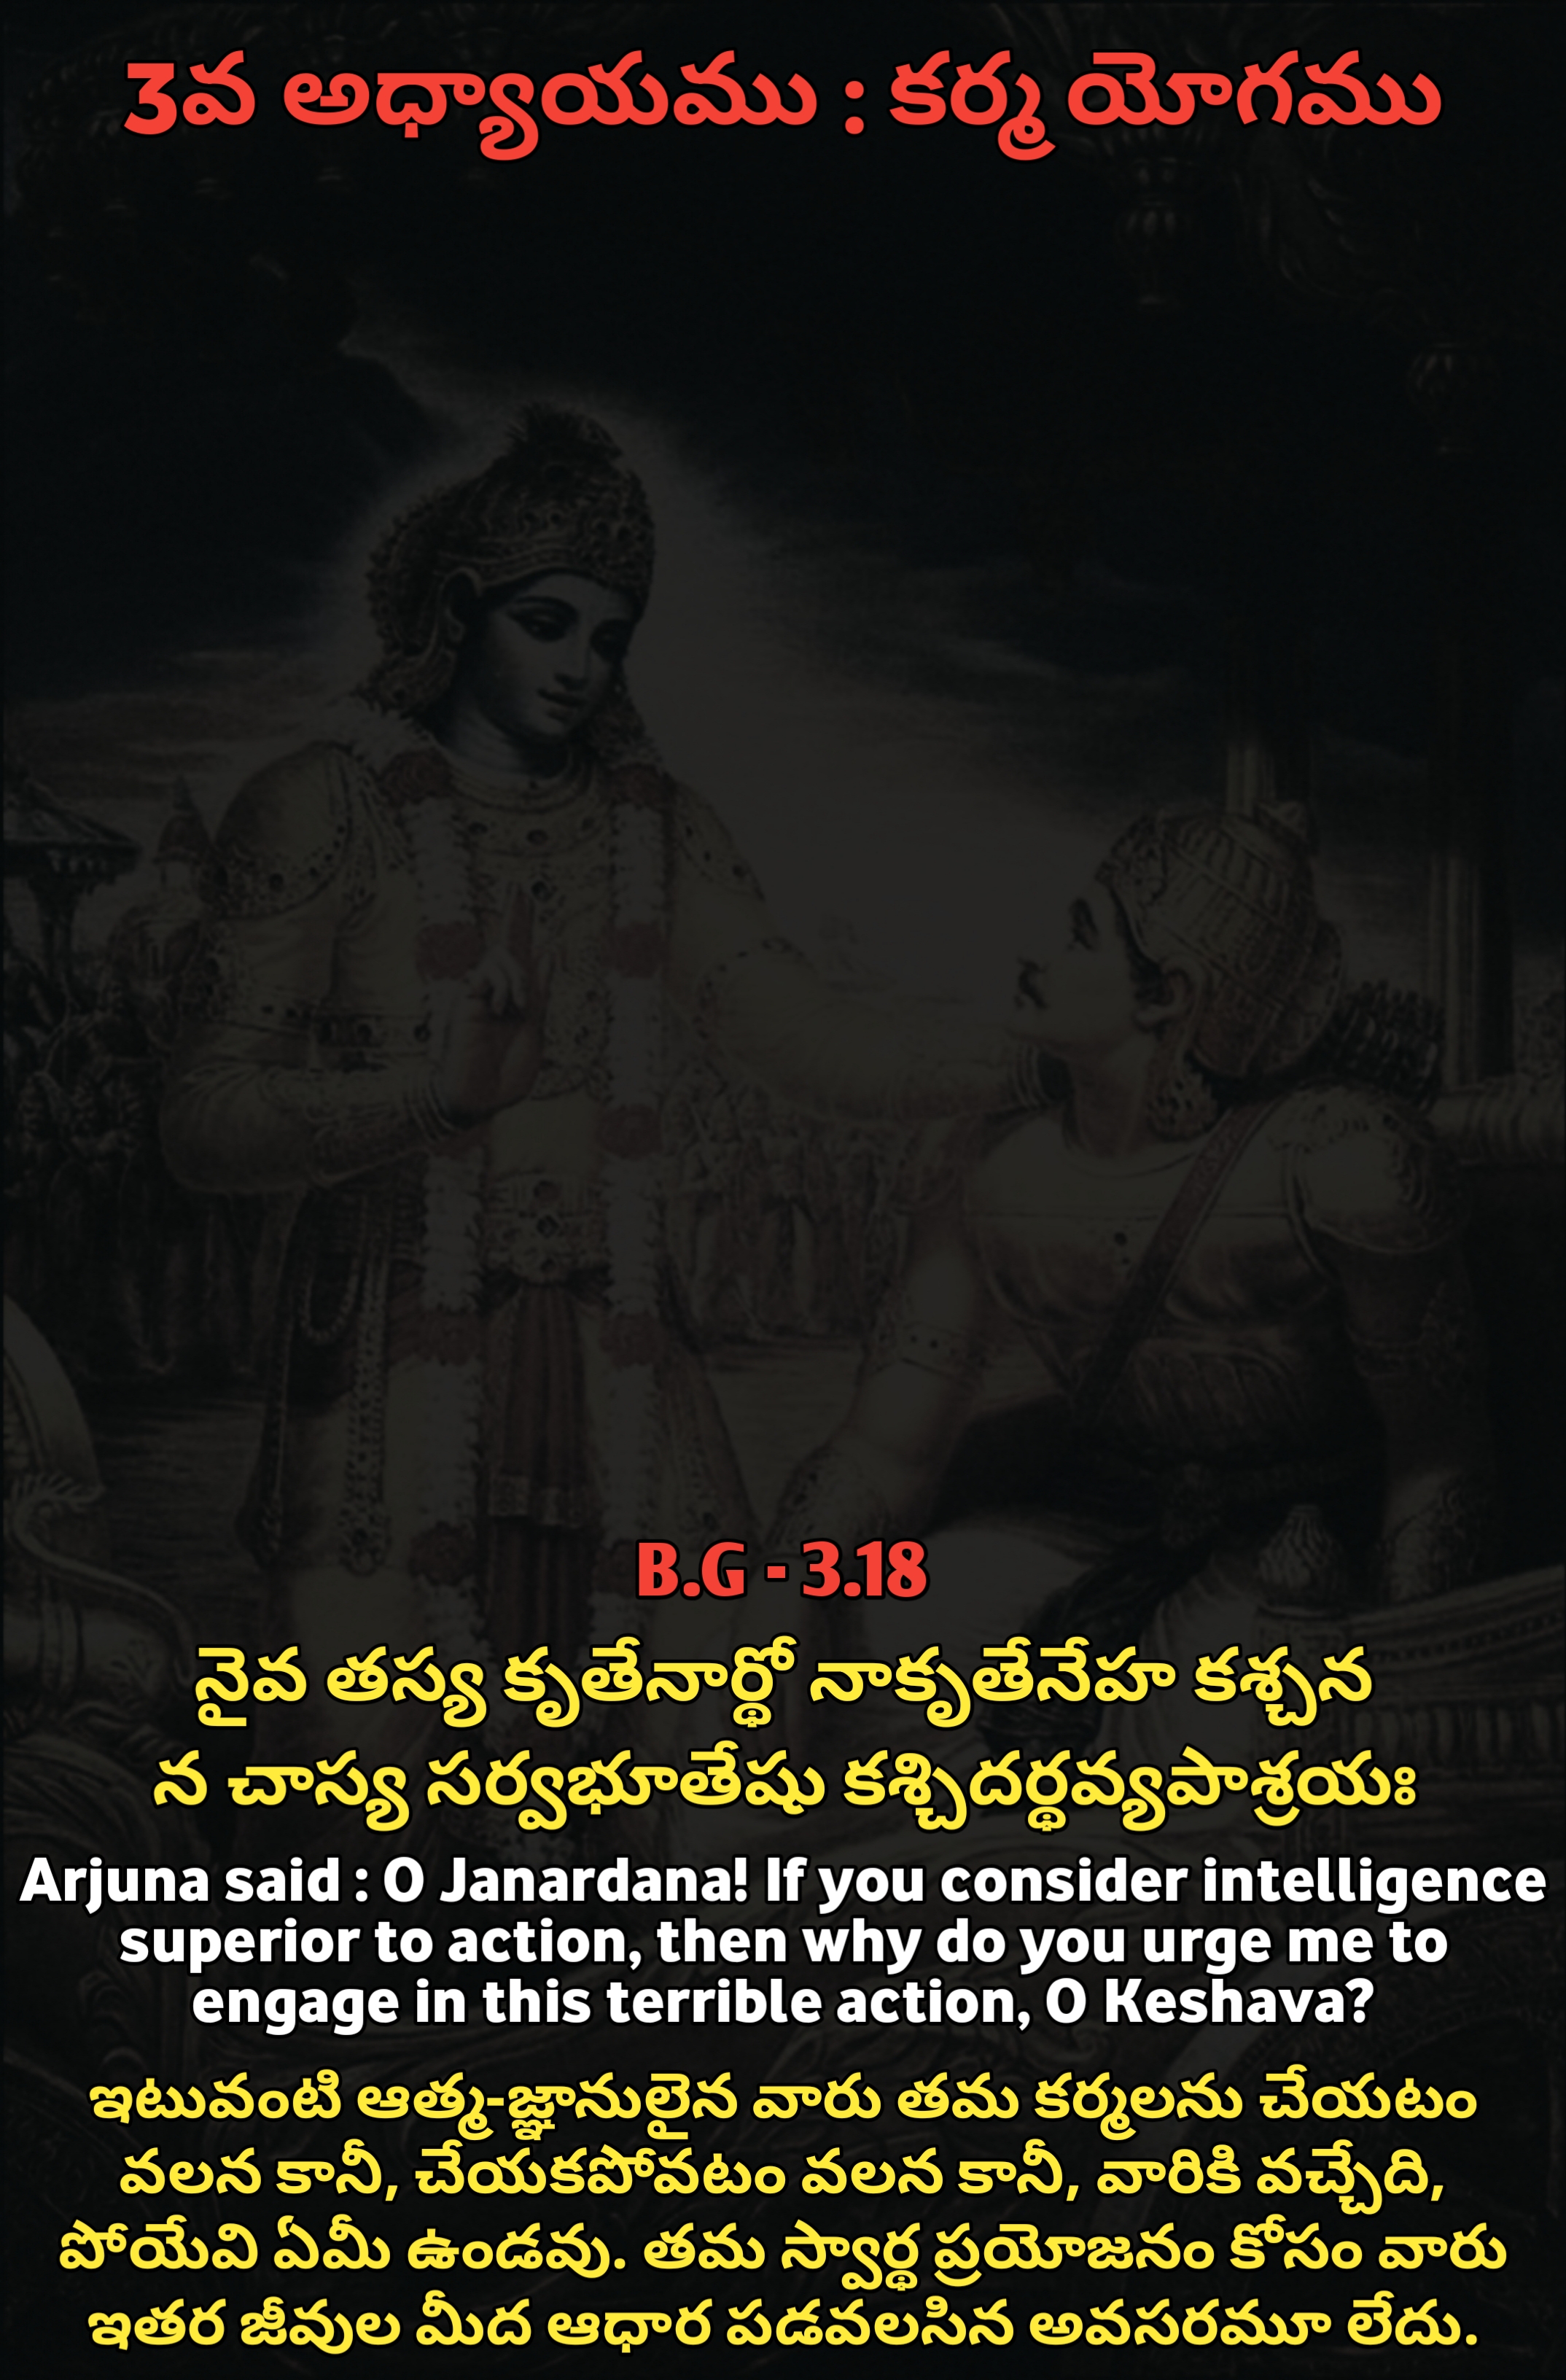 3వ అధ్యాయము : కర్మ యోగము
B.G - 3.18
నైవ తస్య కృతేనార్థో నాకృతేనేహ కశ్చన
న చాస్య సర్వభూతేషు కశ్చిదర్థవ్యపాశ్రయః
Arjuna said : O Janardana! If you consider intelligence
superior to action, then why do you urge me to
engage in this terrible action, O Keshava?
ఇటువంటి ఆత్మ-జ్ఞానులైన వారు తమ కర్మలను చేయటం
వలన కానీ, చేయకపోవటం వలన కానీ, వారికి వచ్చేది,
పోయేవి ఏమీ ఉండవు. తమ స్వార్థ ప్రయోజనం కోసం వారు
ఇతర జీవుల మీద ఆధార పడవలసిన అవసరమూ లేదు.